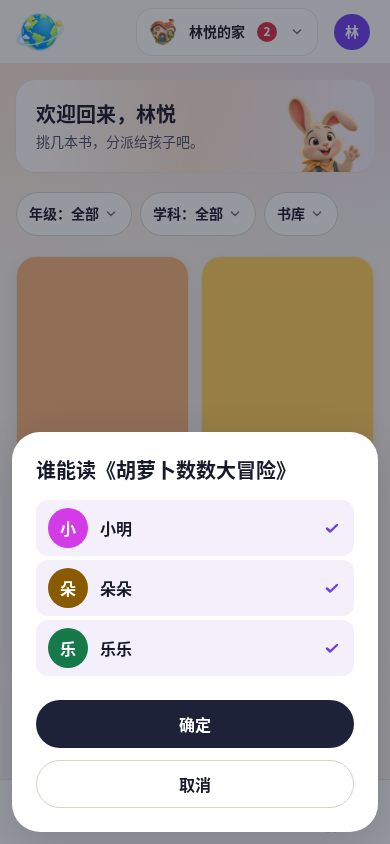 林悦的家 2
林
欢迎回来，林悦
挑几本书，分派给孩子吧。
年级：全部 学科：全部 书库
谁能读《胡萝卜数数大冒险》
小 小明
朵 朵朵
乐 乐乐
确定
取消